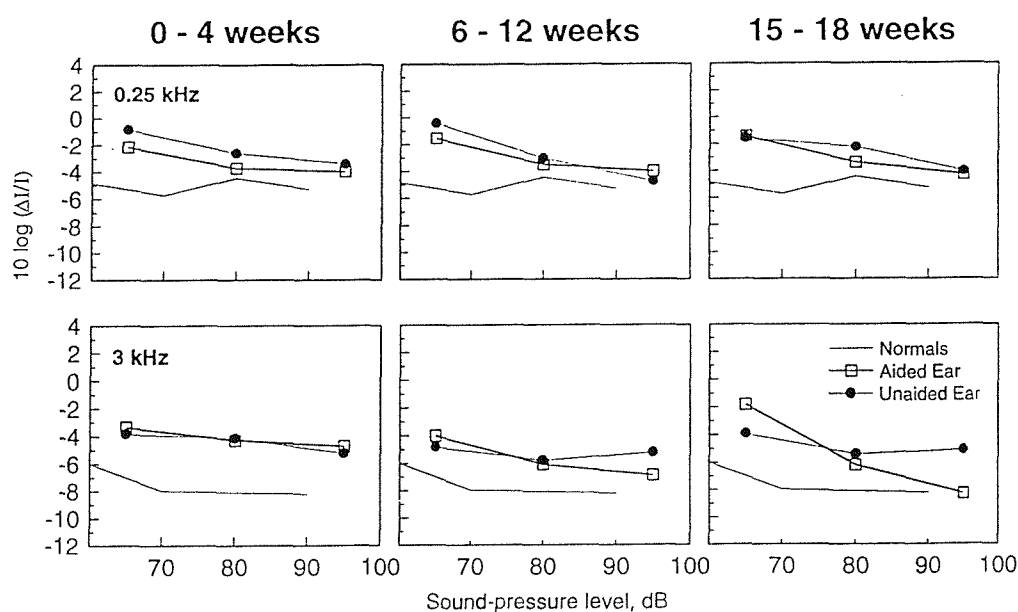 0 - 4 weeks
6 - 12 weeks
15 - 18 weeks
10 log (ΔI/I)
4
2
0
-2
-4
-6
-8
-10
-12
0.25 kHz
4
2
0
-2
-4
-6
-8
-10
-12
3 kHz
Normals
Aided Ear
Unaided Ear
70 80 90 100 70 80 90 100 70 80 90 100
Sound-pressure level, dB